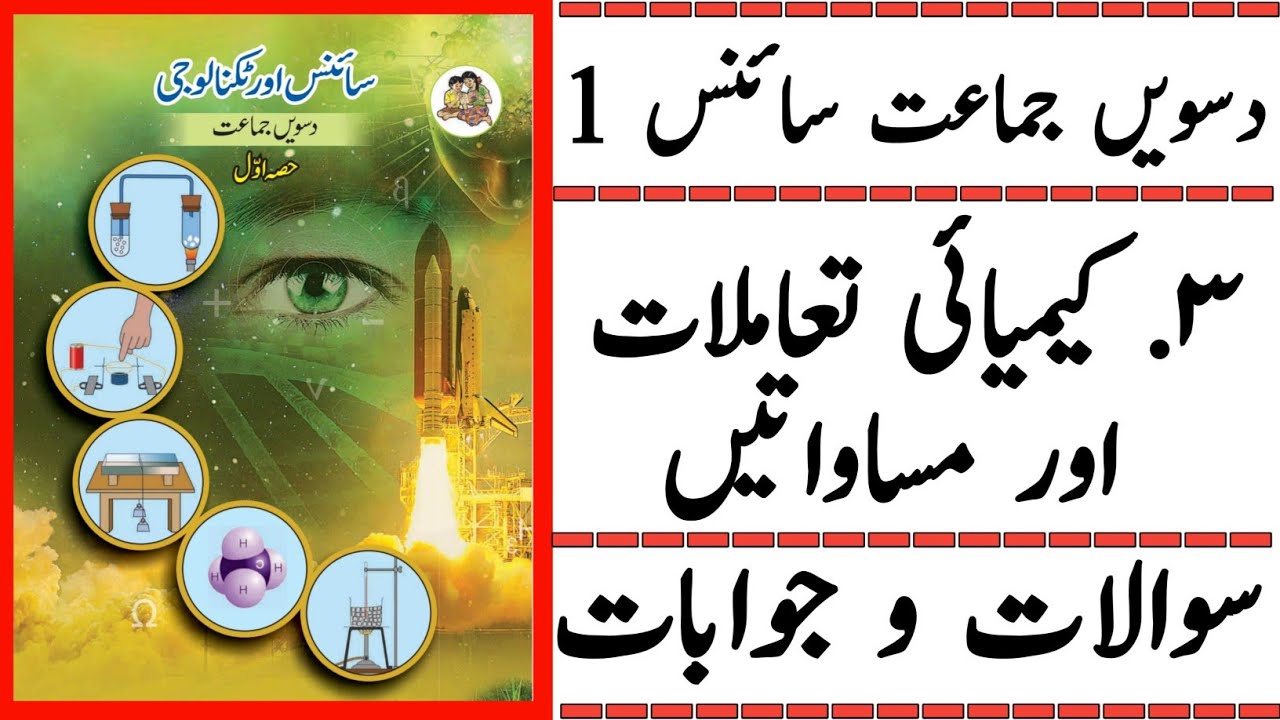 سائنس اور ٹکنالوجی
دسویں جماعت
حصہ اوّل
β
λ
+
−
v
H
H
C
H
H
Ω
دسویں جماعت سائنس 1
۳. کیمیائی تعاملات
اور مساواتیں
سوالات و جوابات